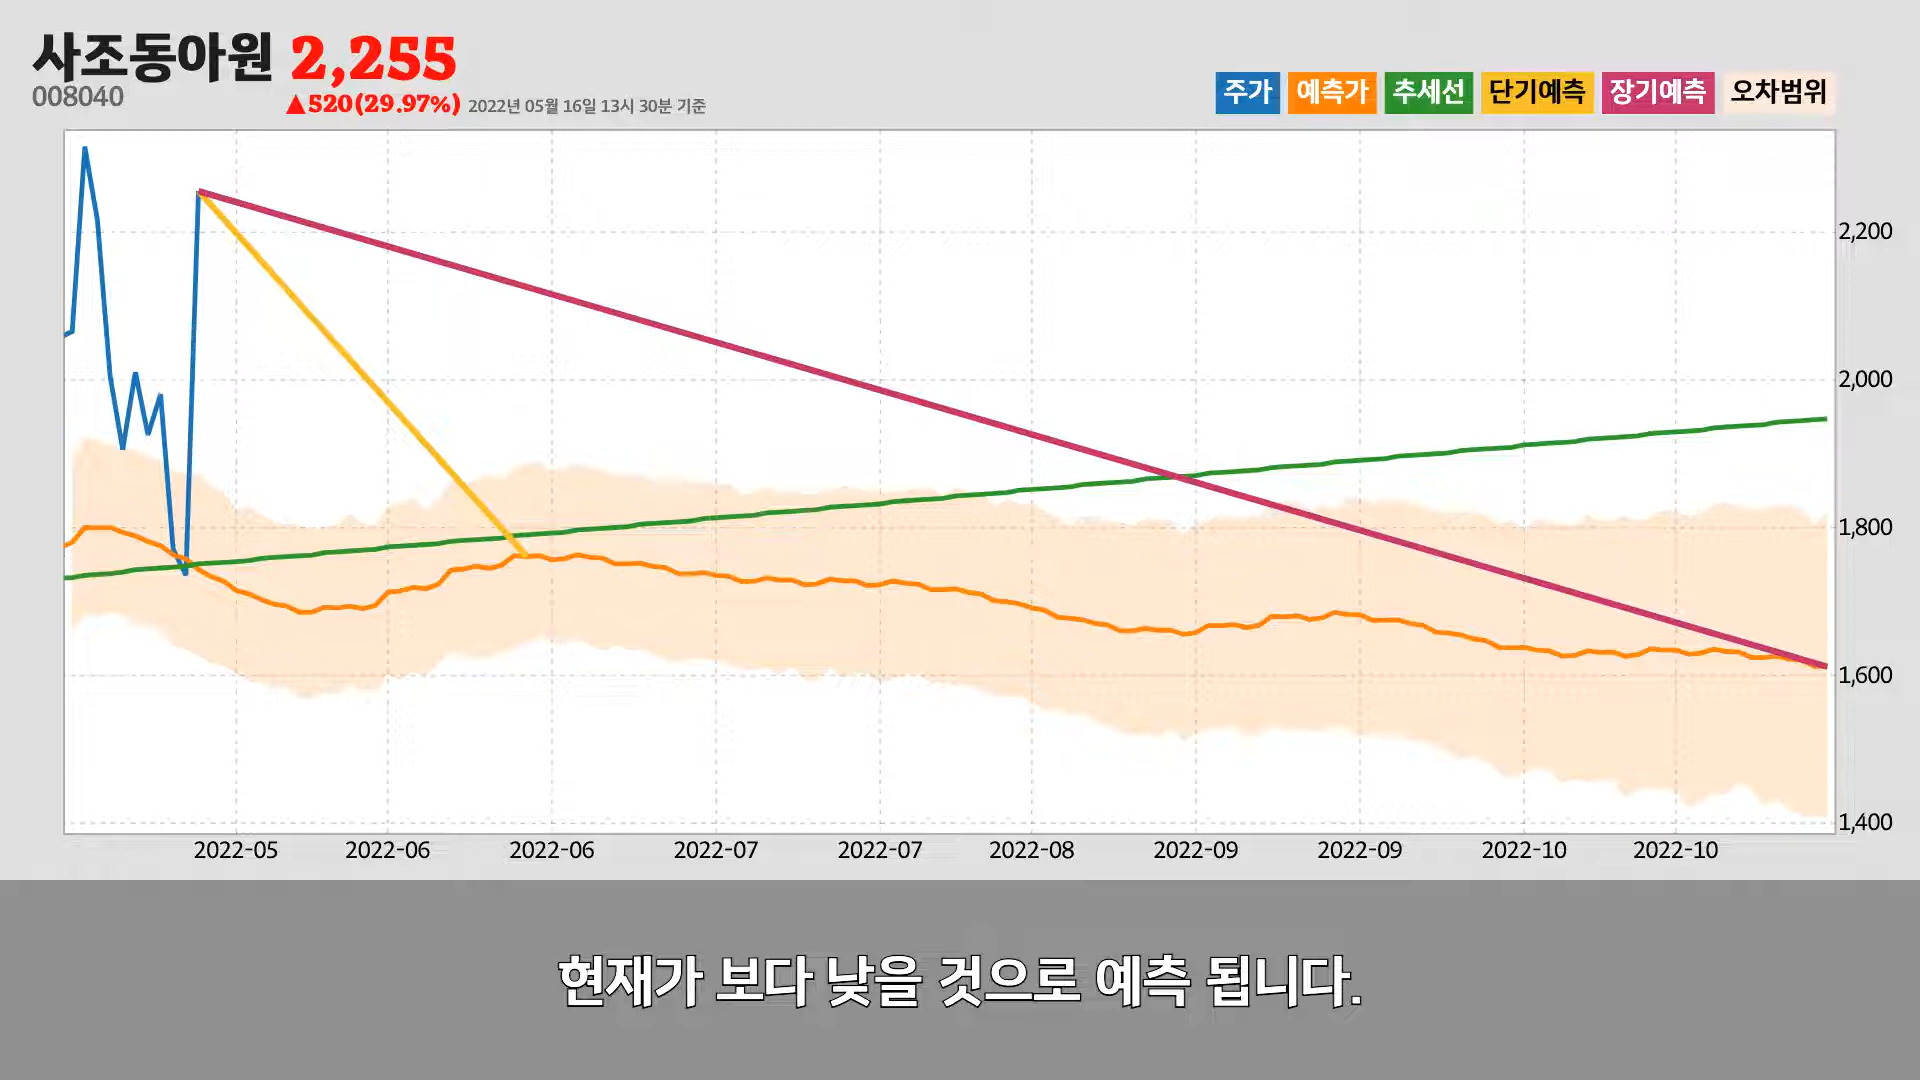 사조동아원 2,255
008040
▲520(29.97%) 2022년 05월 16일 13시 30분 기준
주가 예측가 추세선 단기예측 장기예측 오차범위
2,200
2,000
1,800
1,600
1,400
2022-05 2022-06 2022-06 2022-07 2022-07 2022-08 2022-09 2022-09 2022-10 2022-10
현재가 보다 낮을 것으로 예측 됩니다.